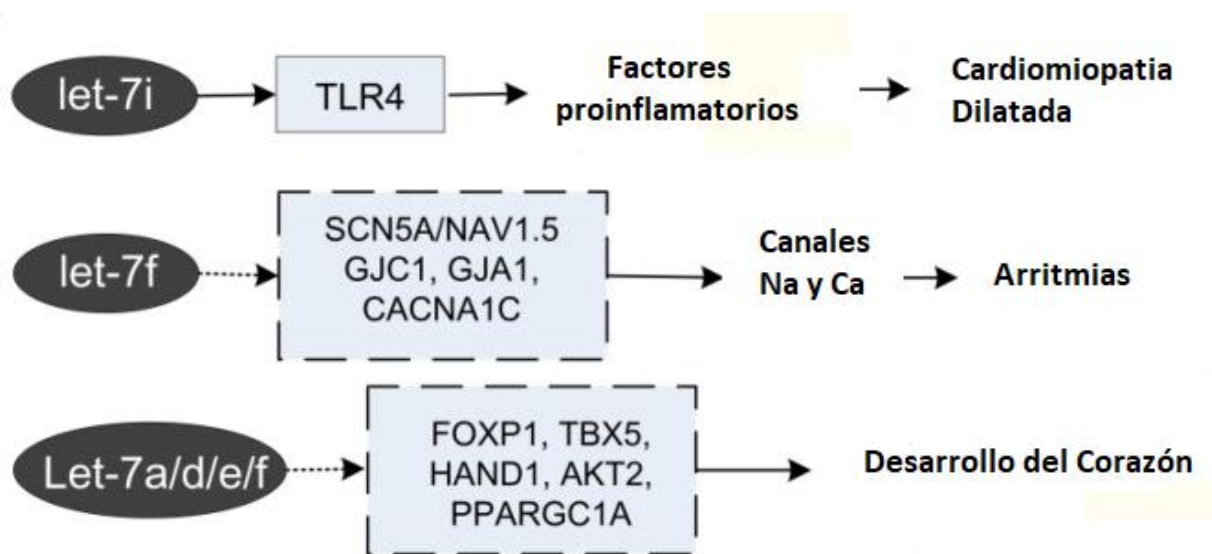 let-7i
TLR4
Factores
proinflamatorios
Cardiomiopatia
Dilatada
let-7f
SCN5A/NAV1.5
GJC1, GJA1,
CACNA1C
Canales
Na y Ca
Arritmias
Let-7a/d/e/f
FOXP1, TBX5,
HAND1, AKT2,
PPARGC1A
Desarrollo del Corazón